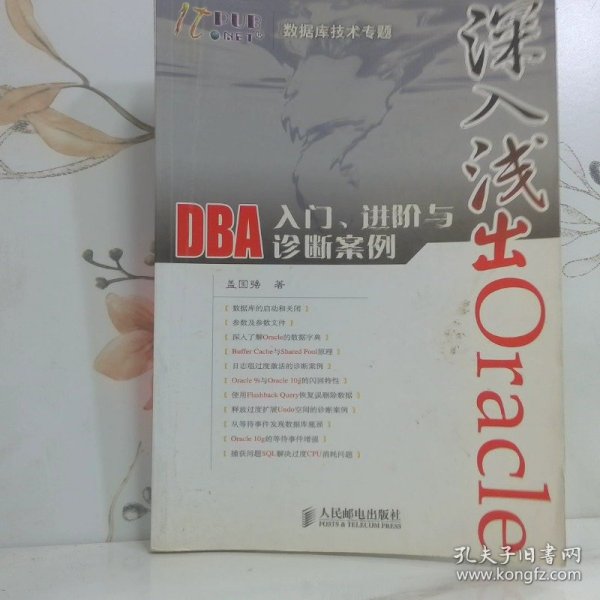 ITPUB
.NET
数据库技术专题
深入浅出Oracle
DBA 入门、进阶与
诊断案例
盖国强 著
[ 数据库的启动和关闭 ]
[ 参数及参数文件 ]
[ 深入了解Oracle的数据字典 ]
[ Buffer Cache与Shared Pool原理 ]
[ 日志组过度激活的诊断案例 ]
[ Oracle 9i与Oracle 10g的闪回特性 ]
[ 使用Flashback Query恢复误删除数据 ]
[ 释放过度扩展Undo空间的诊断案例 ]
[ 从等待事件发现数据库瓶颈 ]
[ Oracle 10g的等待事件增强 ]
[ 捕获问题SQL解决过度CPU消耗问题 ]
人民邮电出版社
POSTS & TELECOM PRESS
孔夫子旧书网
www.kongfz.com